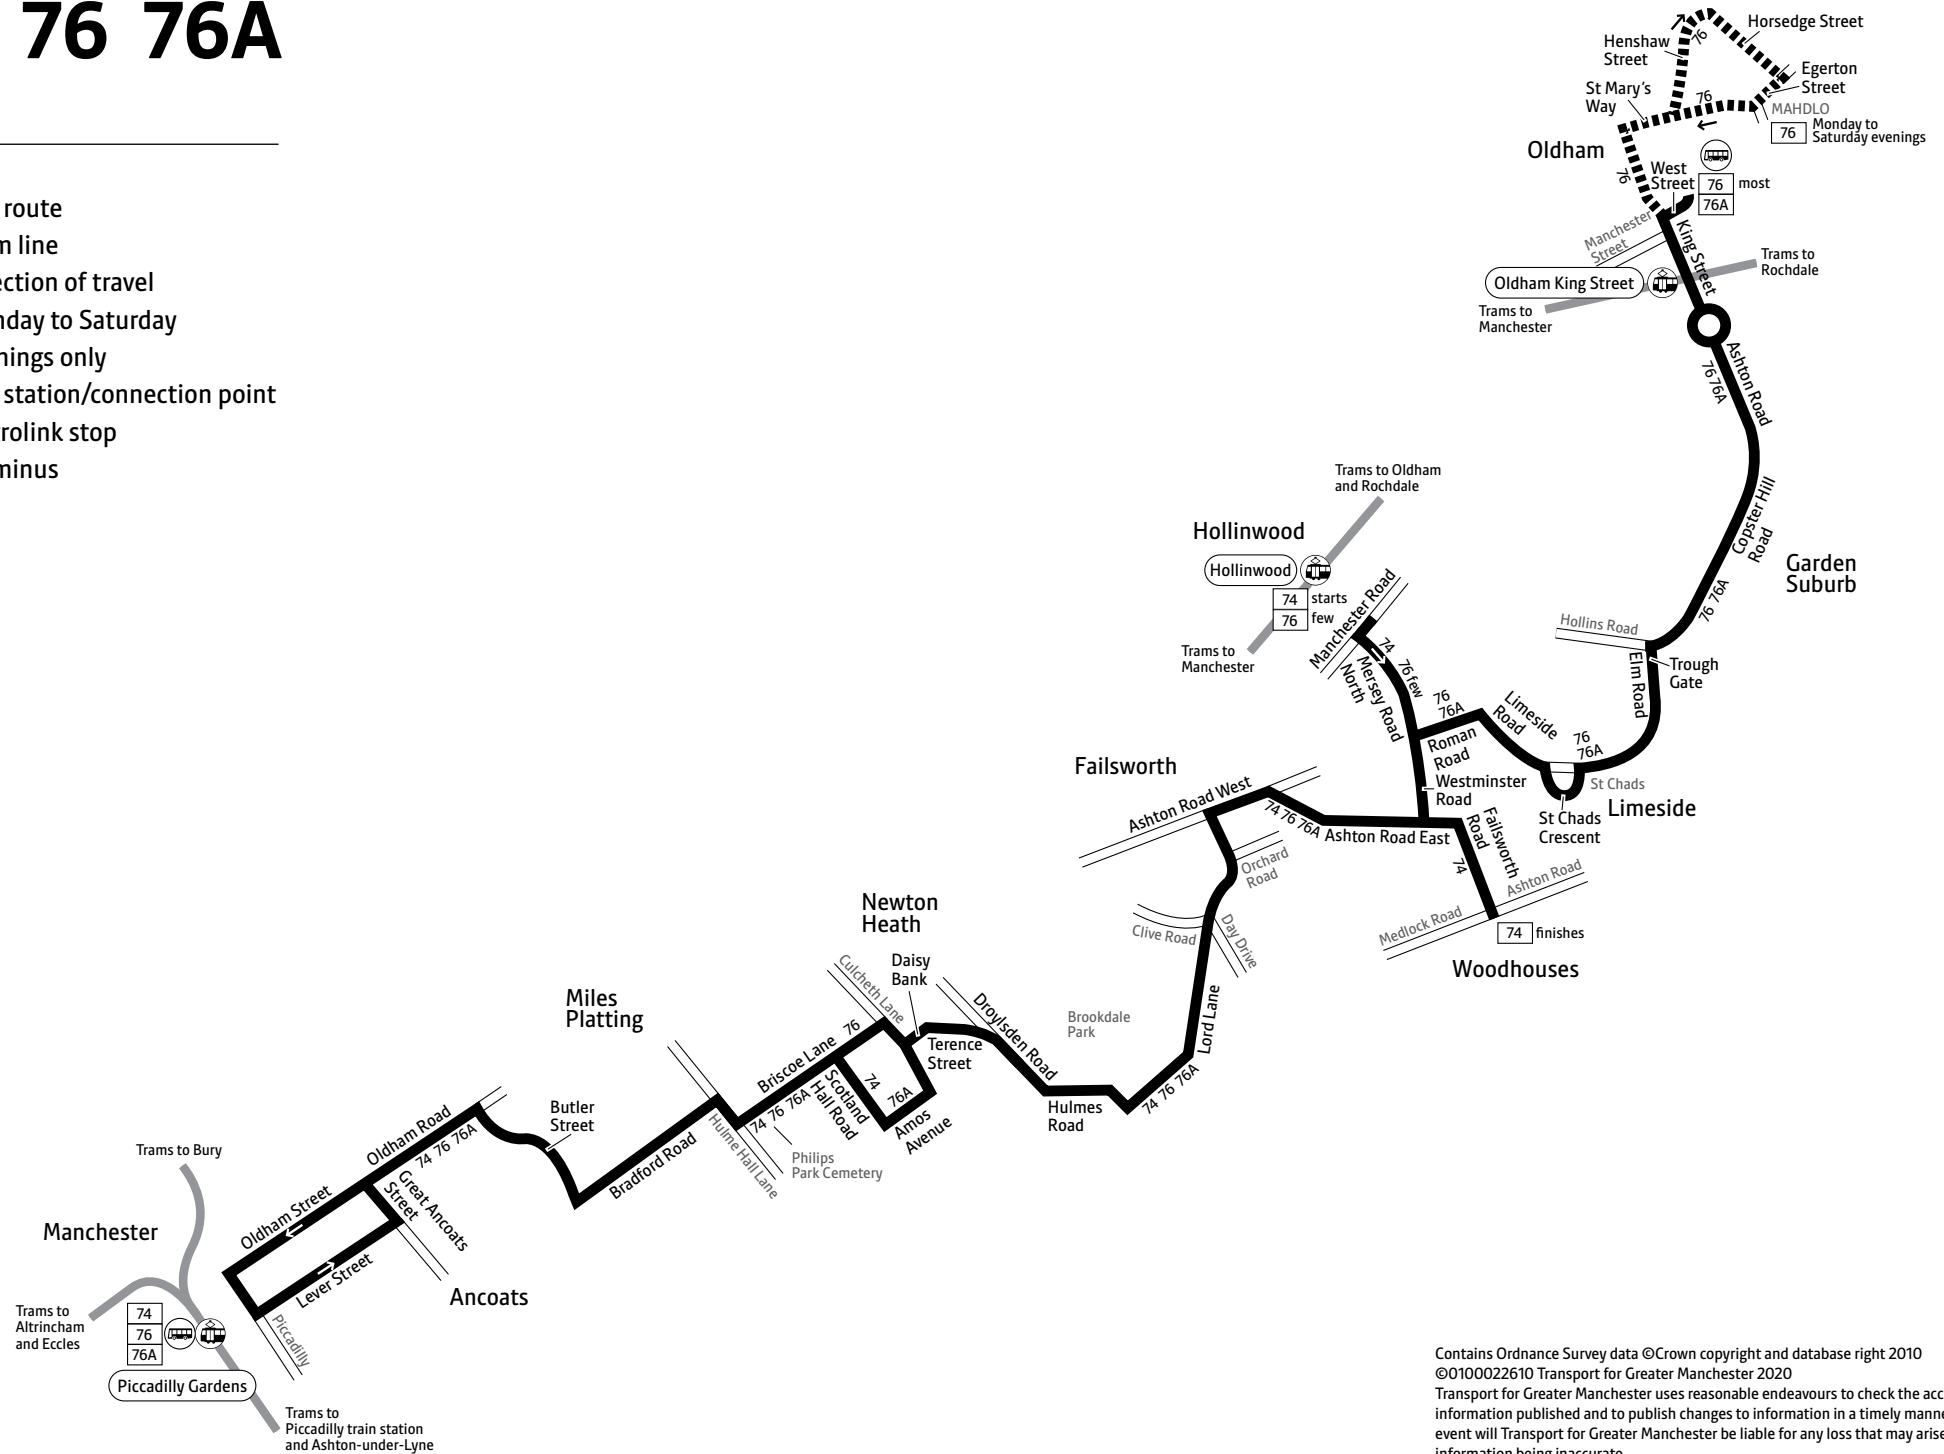 76 76A
route
m line
ection of travel
nday to Saturday
nings only
station/connection point
rolink stop
minus
Horsedge Street
Henshaw
Street
76
Egerton
Street
St Mary's
Way
76
MAHDLO
76
Monday to
Saturday evenings
Oldham
76
West
Street
76
most
76A
Manchester
Street
King Street
Trams to
Rochdale
Oldham King Street
Trams to
Manchester
Ashton Road
76 76A
Trams to Oldham
and Rochdale
Copster Hill
Road
Hollinwood
Hollinwood
74
starts
76
few
Manchester Road
Garden
Suburb
76 76A
Hollins Road
Trams to
Manchester
74
76 few
Mersey Road
North
Elm Road
Trough
Gate
76
76A
Limeside
Road
Roman
Road
76
76A
Failsworth
Westminster
Road
St Chads
Limeside
St Chads
Crescent
Ashton Road West
74 76 76A
Ashton Road East
Failsworth
Road
74
Orchard
Road
Ashton Road
Medlock Road
74
finishes
Woodhouses
Newton
Heath
Clive Road
Day Drive
Daisy
Bank
Culcheth Lane
Miles
Platting
Droylsden Road
Brookdale
Park
Lord Lane
Briscoe Lane
76
Terence
Street
74 76 76A
Scotland
Hall Road
74
76A
Amos
Avenue
Hulmes
Road
74 76 76A
Butler
Street
Oldham Road
74 76 76A
Bradford Road
Hulme Hall Lane
Philips
Park Cemetery
Trams to Bury
Great Ancoats
Street
Oldham Street
Manchester
Lever Street
Ancoats
Trams to
Altrincham
and Eccles
74
76
76A
Piccadilly
Piccadilly Gardens
Trams to
Piccadilly train station
and Ashton-under-Lyne
Contains Ordnance Survey data ©Crown copyright and database right 2010
©0100022610 Transport for Greater Manchester 2020
Transport for Greater Manchester uses reasonable endeavours to check the acc
information published and to publish changes to information in a timely manne
event will Transport for Greater Manchester be liable for any loss that may arise
information being inaccurate